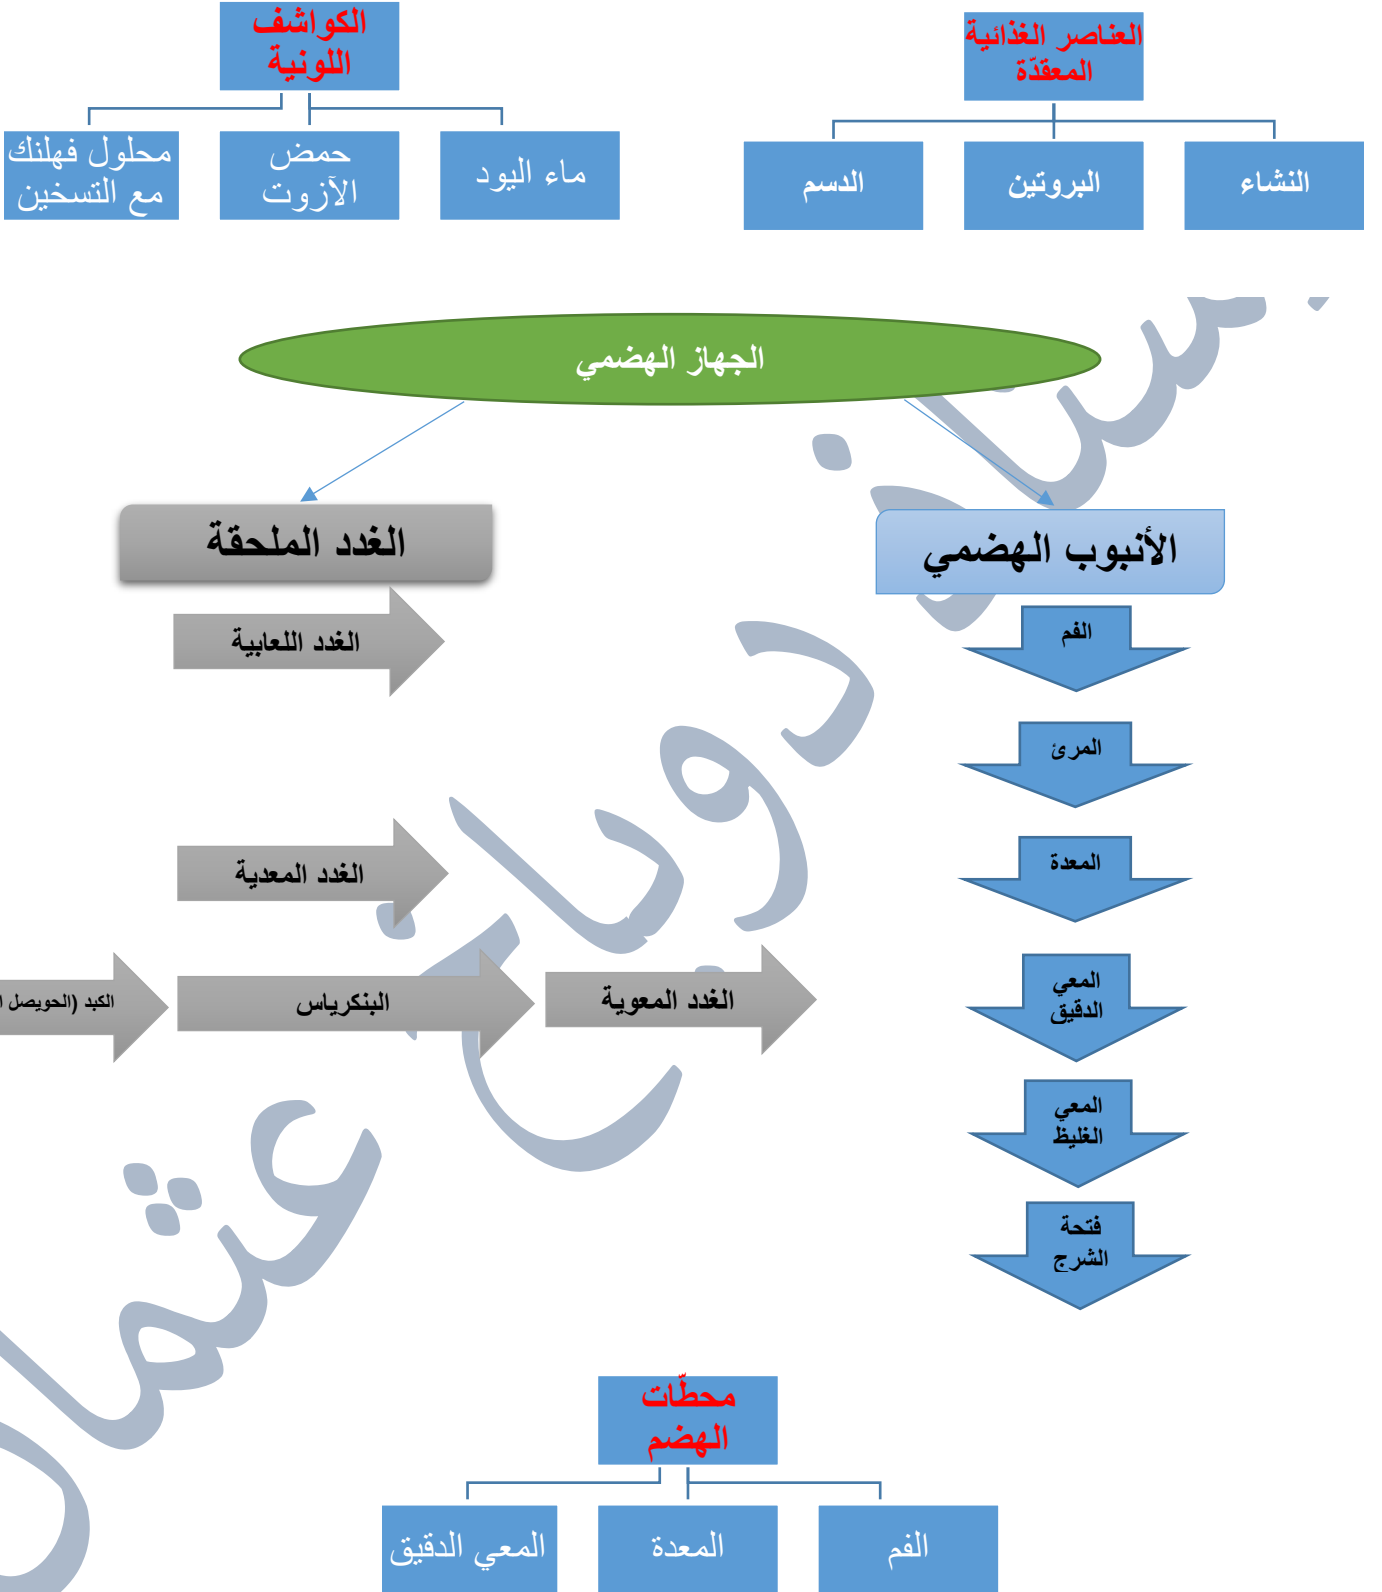 العناصر الغذائية
المعقدّة
النشاء
البروتين
الدسم
الكواشف
اللونية
ماء اليود
حمض
الآزوت
محلول فهلنك
مع التسخين
الجهاز الهضمي
الأنبوب الهضمي
الفم
المرئ
المعدة
المعي
الدقيق
المعي
الغليظ
فتحة
الشرج
الغدد الملحقة
الغدد اللعابية
الغدد المعدية
الغدد المعوية
البنكرياس
الكبد (الحويصل
محطّات
الهضم
الفم
المعدة
المعي الدقيق
دوباخ